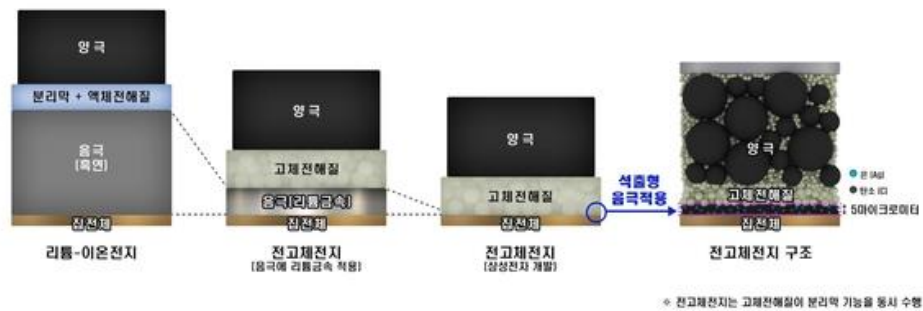 양극
분리막 + 액체전해질
음극
(흑연)
집전체
리튬-이온전지
양극
고체전해질
음극(리튬금속)
집전체
전고체전지
(음극에 리튬금속 적용)
양극
고체전해질
집전체
전고체전지
(삼성전자 개발)
석출형
음극적용
양극
고체전해질
집전체
은 (Ag)
탄소 (C)
5마이크로미터
전고체전지 구조
※ 전고체전지는 고체전해질이 분리막 기능을 동시 수행